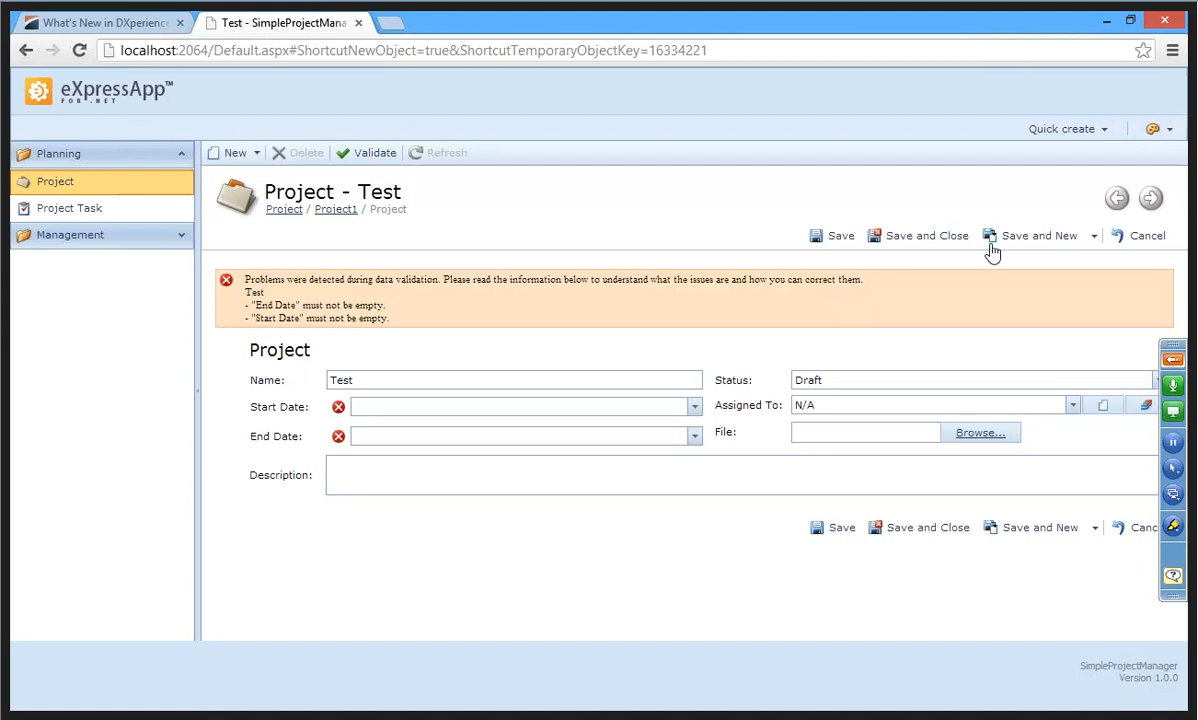 What's New in DXperience
Test - SimpleProjectMana
localhost:2064/Default.aspx#ShortcutNewObject=true&ShortcutTemporaryObjectKey=16334221
eXpressApp™
FOR .NET
Quick create
Planning
New Delete Validate Refresh
Project
Project - Test
Project / Project1 / Project
Project Task
Management
Save Save and Close Save and New Cancel
Problems were detected during data validation. Please read the information below to understand what the issues are and how you can correct them.
Test
- "End Date" must not be empty.
- "Start Date" must not be empty.
Project
Name: Test Status: Draft
Start Date: Assigned To: N/A
End Date: File: Browse...
Description:
Save Save and Close Save and New Canc
SimpleProjectManager
Version 1.0.0